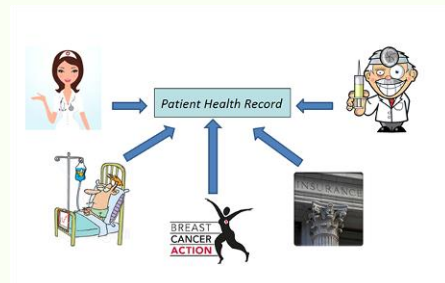 Patient Health Record
INSURANCE
BREAST
CANCER
ACTION